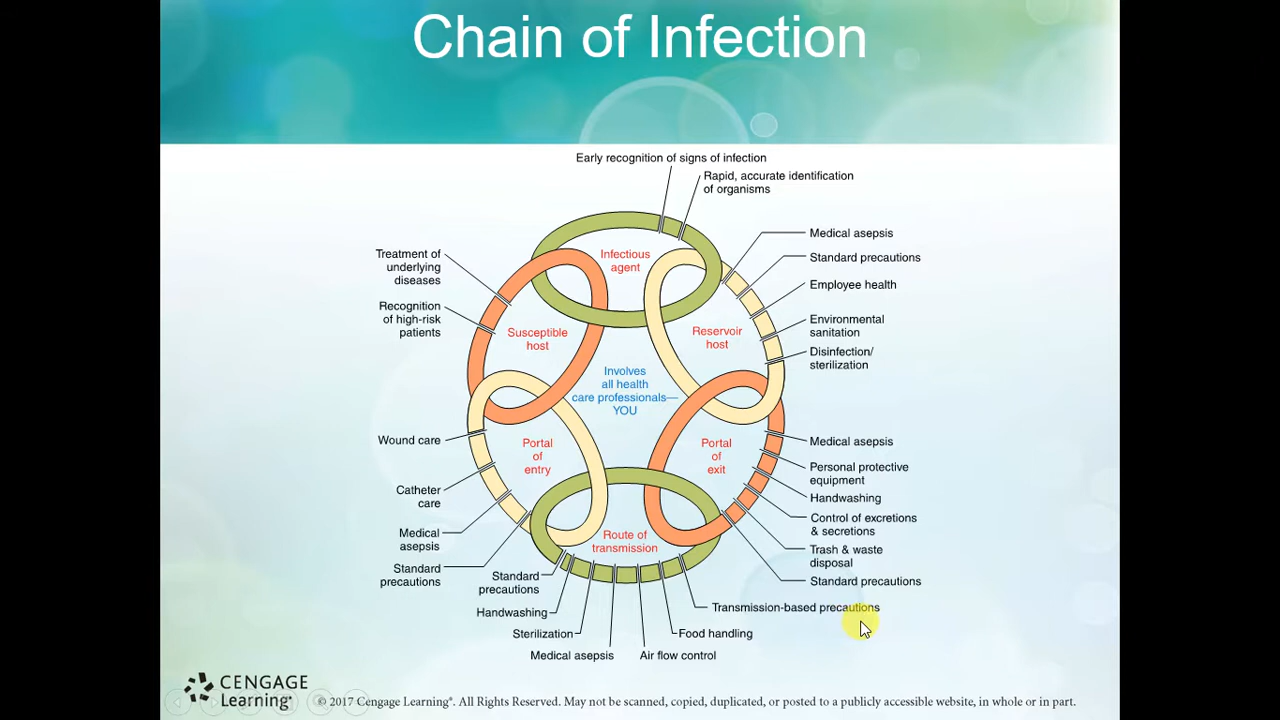 Chain of Infection
Early recognition of signs of infection
Rapid, accurate identification
of organisms
Medical asepsis
Standard precautions
Employee health
Environmental
sanitation
Disinfection/
sterilization
Treatment of
underlying
diseases
Recognition
of high-risk
patients
Infectious
agent
Susceptible
host
Reservoir
host
Involves
all health
care professionals—
YOU
Wound care
Catheter
care
Medical
asepsis
Standard
precautions
Portal
of
entry
Portal
of
exit
Medical asepsis
Personal protective
equipment
Handwashing
Control of excretions
& secretions
Trash & waste
disposal
Standard precautions
Route of
transmission
Standard
precautions
Handwashing
Sterilization
Medical asepsis
Air flow control
Food handling
Transmission-based precautions
CENGAGE
Learning®
© 2017 Cengage Learning®. All Rights Reserved. May not be scanned, copied, duplicated, or posted to a publicly accessible website, in whole or in part.